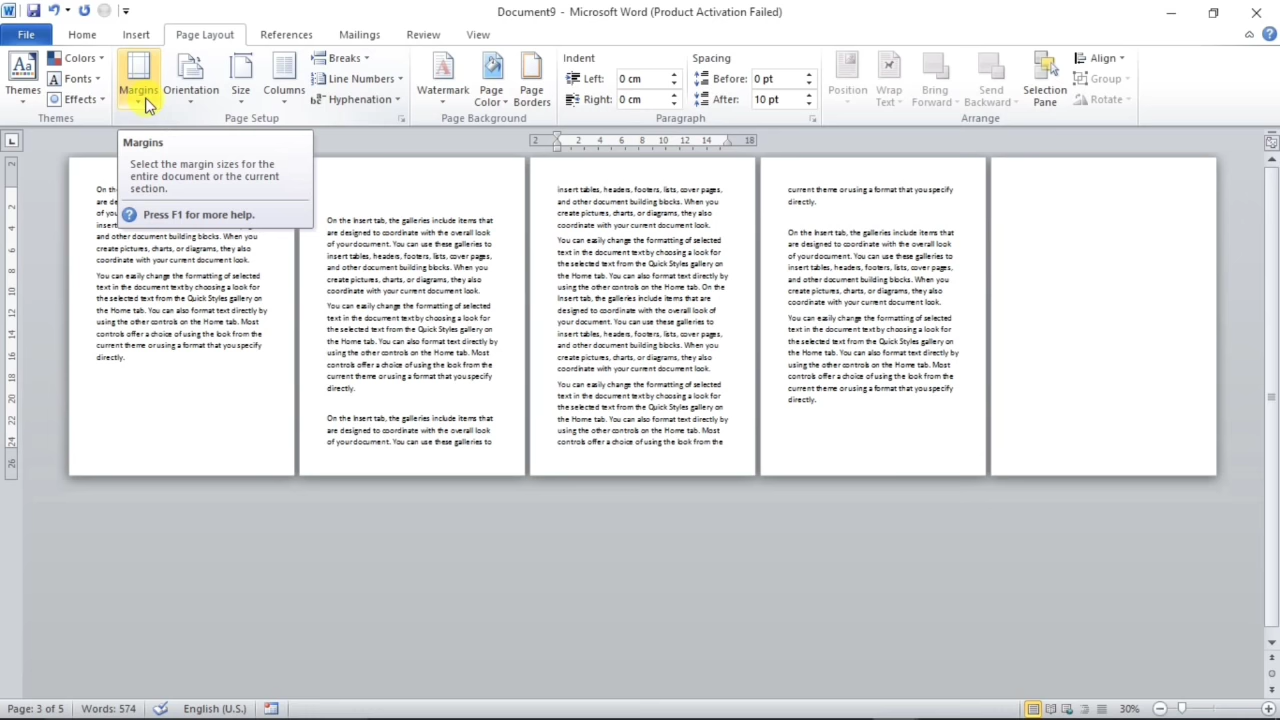 Document9 - Microsoft Word (Product Activation Failed)
File Home Insert Page Layout References Mailings Review View
Themes
Colors
Fonts
Effects
Themes
Margins
Orientation
Size
Columns
Breaks
Line Numbers
Hyphenation
Page Setup
Watermark
Page
Color
Page
Borders
Page Background
Indent
Left: 0 cm
Right: 0 cm
Spacing
Before: 0 pt
After: 10 pt
Paragraph
Position
Wrap
Text
Bring
Forward
Send
Backward
Selection
Pane
Align
Group
Rotate
Arrange
Margins
Select the margin sizes for the
entire document or the current
section.
Press F1 for more help.
2 2 4 6 8 10 12 14 18
2 2 4 6 8 10 12 14 16 18 20 22 24 26
On th
are de
of you
insert
and other document building blocks. When you
create pictures, charts, or diagrams, they also
coordinate with your current document look.
You can easily change the formatting of selected
text in the document text by choosing a look for
the selected text from the Quick Styles gallery on
the Home tab. You can also format text directly by
using the other controls on the Home tab. Most
controls offer a choice of using the look from the
current theme or using a format that you specify
directly.
On the Insert tab, the galleries include items that
are designed to coordinate with the overall look
of your document. You can use these galleries to
insert tables, headers, footers, lists, cover pages,
and other document building blocks. When you
create pictures, charts, or diagrams, they also
coordinate with your current document look.
You can easily change the formatting of selected
text in the document text by choosing a look for
the selected text from the Quick Styles gallery on
the Home tab. You can also format text directly by
using the other controls on the Home tab. Most
controls offer a choice of using the look from the
current theme or using a format that you specify
directly.
On the Insert tab, the galleries include items that
are designed to coordinate with the overall look
of your document. You can use these galleries to
insert tables, headers, footers, lists, cover pages,
and other document building blocks. When you
create pictures, charts, or diagrams, they also
coordinate with your current document look.
You can easily change the formatting of selected
text in the document text by choosing a look for
the selected text from the Quick Styles gallery on
the Home tab. You can also format text directly by
using the other controls on the Home tab. On the
Insert tab, the galleries include items that are
designed to coordinate with the overall look of
your document. You can use these galleries to
insert tables, headers, footers, lists, cover pages,
and other document building blocks. When you
create pictures, charts, or diagrams, they also
coordinate with your current document look.
You can easily change the formatting of selected
text in the document text by choosing a look for
the selected text from the Quick Styles gallery on
the Home tab. You can also format text directly by
using the other controls on the Home tab. Most
controls offer a choice of using the look from the
current theme or using a format that you specify
directly.
On the Insert tab, the galleries include items that
are designed to coordinate with the overall look
of your document. You can use these galleries to
insert tables, headers, footers, lists, cover pages,
and other document building blocks. When you
create pictures, charts, or diagrams, they also
coordinate with your current document look.
You can easily change the formatting of selected
text in the document text by choosing a look for
the selected text from the Quick Styles gallery on
the Home tab. You can also format text directly by
using the other controls on the Home tab. Most
controls offer a choice of using the look from the
current theme or using a format that you specify
directly.
Page: 3 of 5 Words: 574 English (U.S.) 30%